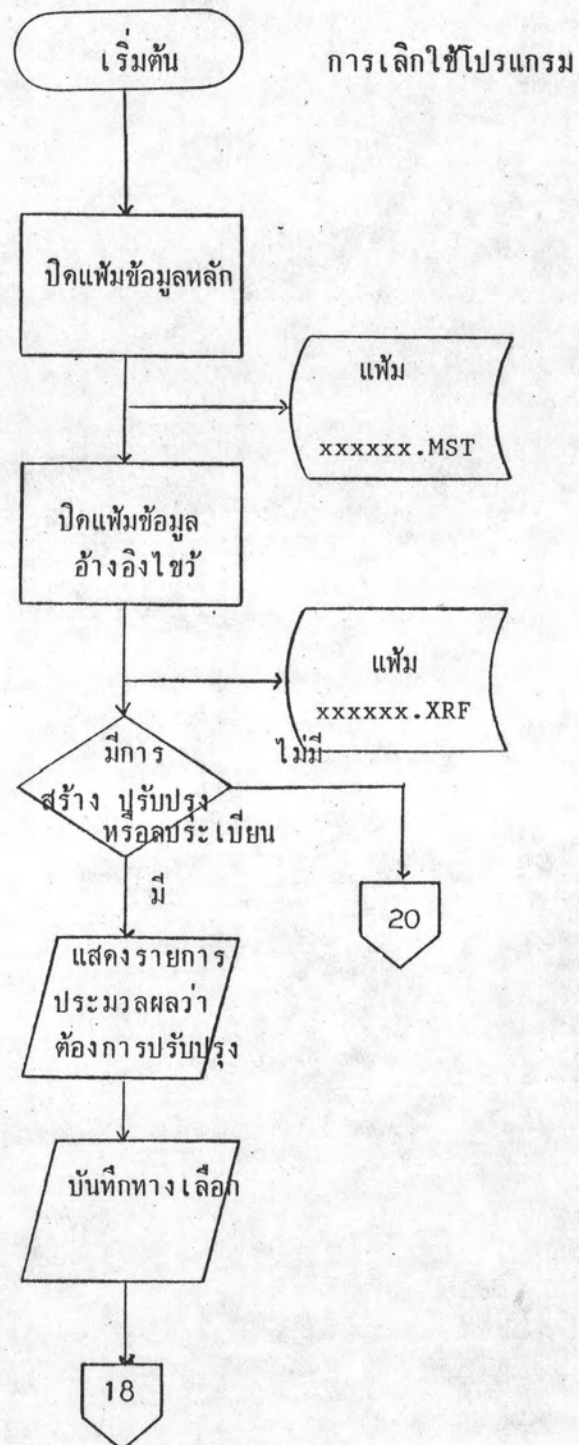 เริ่มต้น
การเลิกใช้โปรแกรม
ปิดแฟ้มข้อมูลหลัก
แฟ้ม
xxxxxx.MST
ปิดแฟ้มข้อมูล
อ้างอิงไขว้
แฟ้ม
xxxxxx.XRF
มีการ
ไม่มี
สร้าง ปรับปรุง
หรือลบระเบียน
มี
20
แสดงรายการ
ประมวลผลว่า
ต้องการปรับปรุง
บันทึกทางเลือก
18